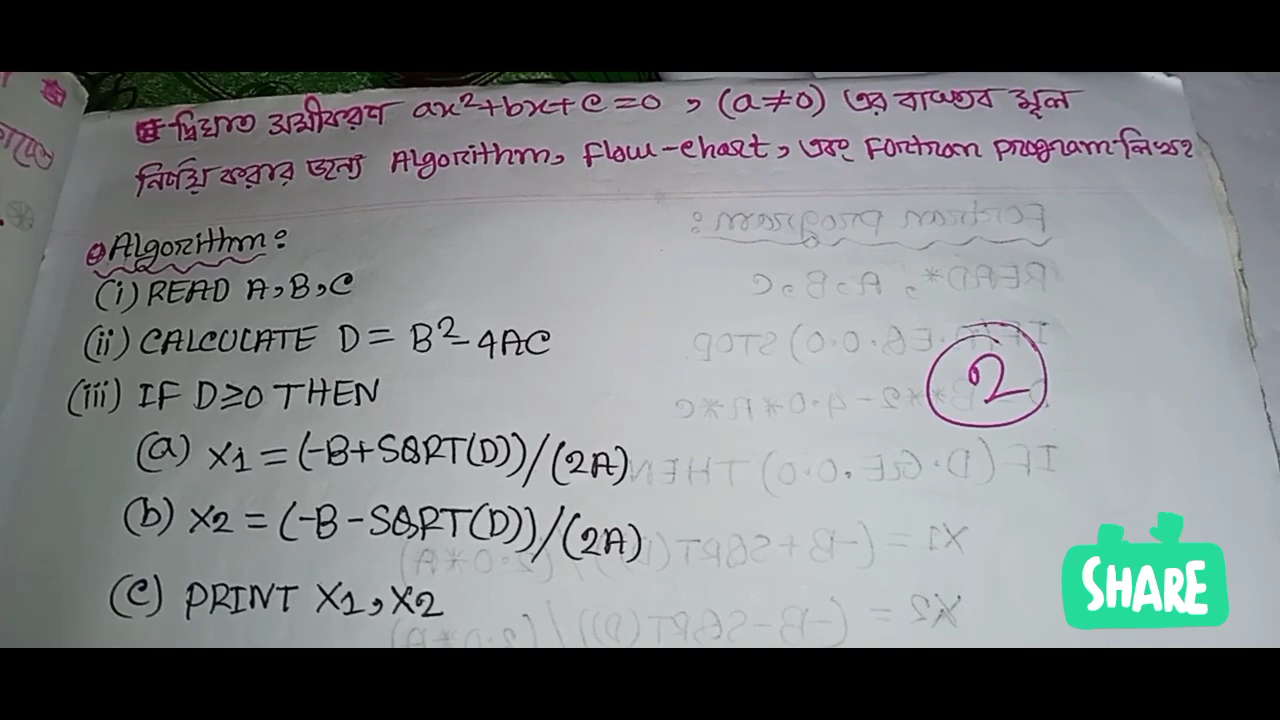 দ্বিঘাত সমীকরণ ax²+bx+c=0, (a≠0) এর বাস্তব মূল
নির্ণয় করার জন্য Algorithm, Flow-chart, এবং Fortran program লিখ?
Algorithm:
(i) READ A,B,C
(ii) CALCULATE D = B²-4AC
(iii) IF D≥0 THEN
(a) X1 = (-B+SQRT(D))/(2A)
(b) X2 = (-B-SQRT(D))/(2A)
(c) PRINT X1,X2
2
SHARE